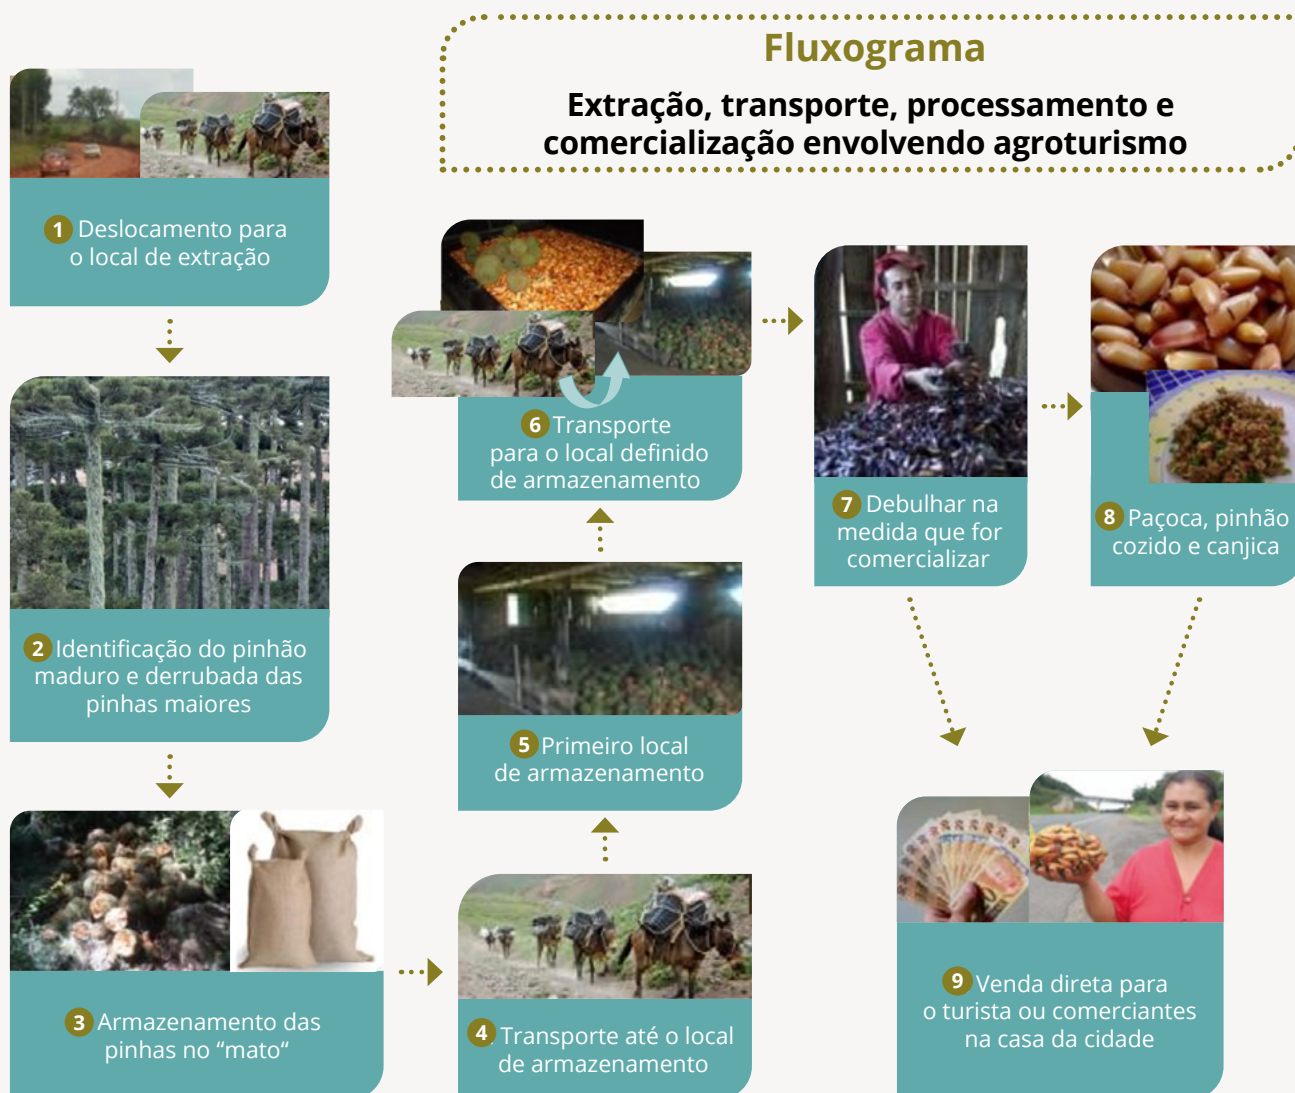 Fluxograma
Extração, transporte, processamento e
comercialização envolvendo agroturismo
1 Deslocamento para
o local de extração
2 Identificação do pinhão
maduro e derrubada das
pinhas maiores
3 Armazenamento das
pinhas no “mato“
4 Transporte até o local
de armazenamento
5 Primeiro local
de armazenamento
6 Transporte
para o local definido
de armazenamento
7 Debulhar na
medida que for
comercializar
8 Paçoca, pinhão
cozido e canjica
9 Venda direta para
o turista ou comerciantes
na casa da cidade